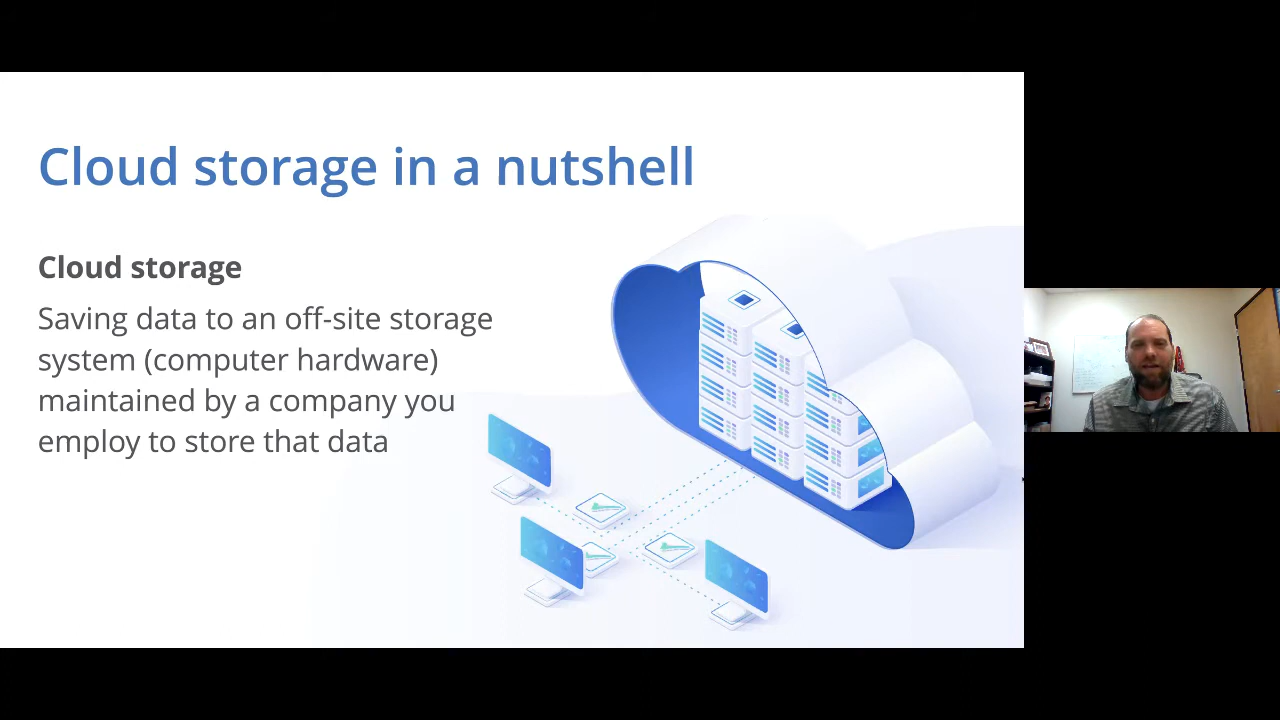 Cloud storage in a nutshell
Cloud storage
Saving data to an off-site storage
system (computer hardware)
maintained by a company you
employ to store that data